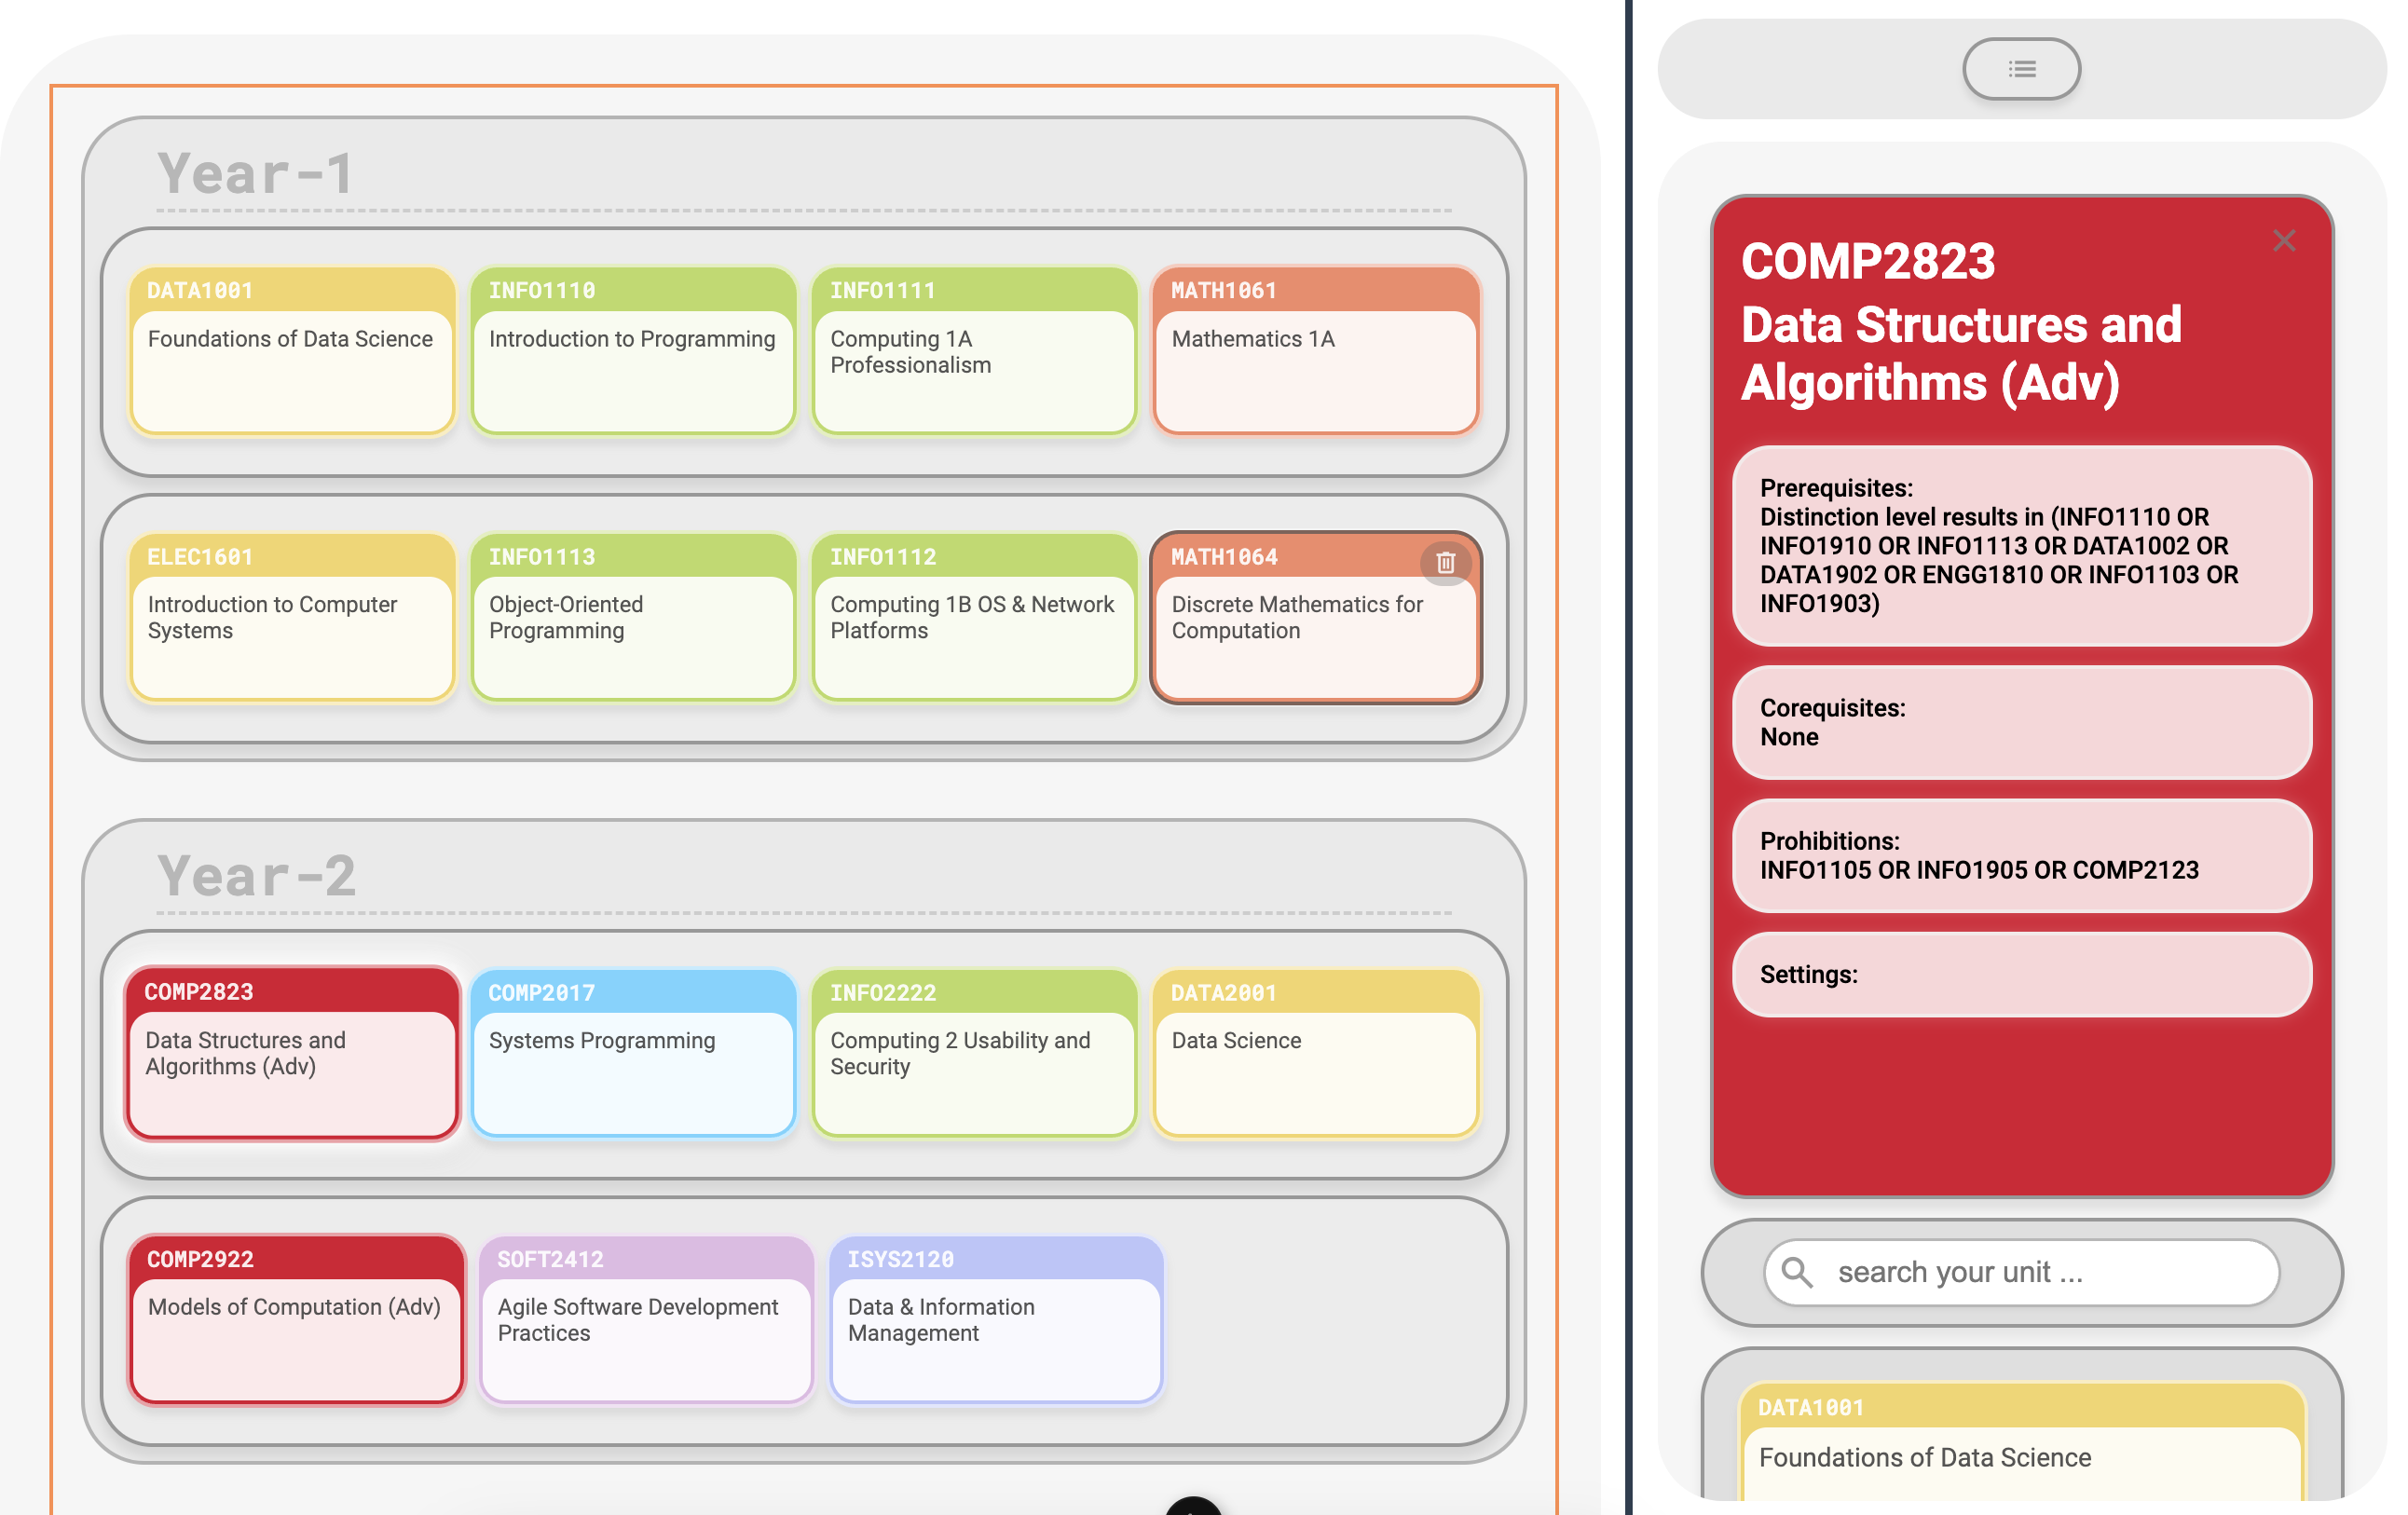 Year-1
DATA1001
Foundations of Data Science
INFO1110
Introduction to Programming
INFO1111
Computing 1A
Professionalism
MATH1061
Mathematics 1A
ELEC1601
Introduction to Computer
Systems
INFO1113
Object-Oriented
Programming
INFO1112
Computing 1B OS & Network
Platforms
MATH1064
Discrete Mathematics for
Computation
Year-2
COMP2823
Data Structures and
Algorithms (Adv)
COMP2017
Systems Programming
INFO2222
Computing 2 Usability and
Security
DATA2001
Data Science
COMP2922
Models of Computation (Adv)
SOFT2412
Agile Software Development
Practices
ISYS2120
Data & Information
Management
COMP2823
Data Structures and
Algorithms (Adv)
Prerequisites:
Distinction level results in (INFO1110 OR
INFO1910 OR INFO1113 OR DATA1002 OR
DATA1902 OR ENGG1810 OR INFO1103 OR
INFO1903)
Corequisites:
None
Prohibitions:
INFO1105 OR INFO1905 OR COMP2123
Settings:
search your unit ...
DATA1001
Foundations of Data Science